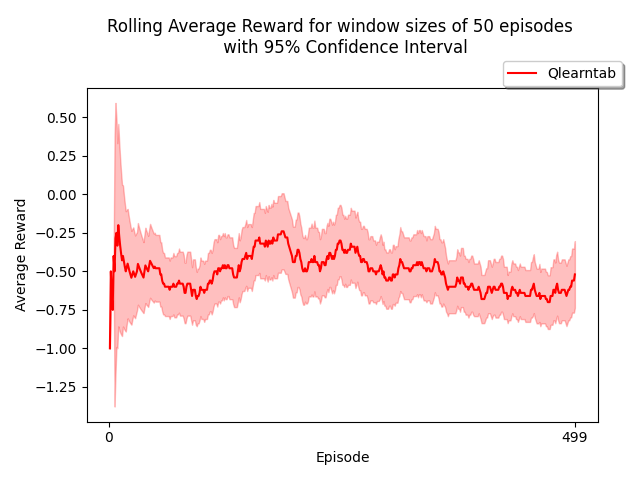 Rolling Average Reward for window sizes of 50 episodes
with 95% Confidence Interval
Qlearntab
0.50
0.25
0.00
−0.25
−0.50
−0.75
−1.00
−1.25
Average Reward
0
499
Episode